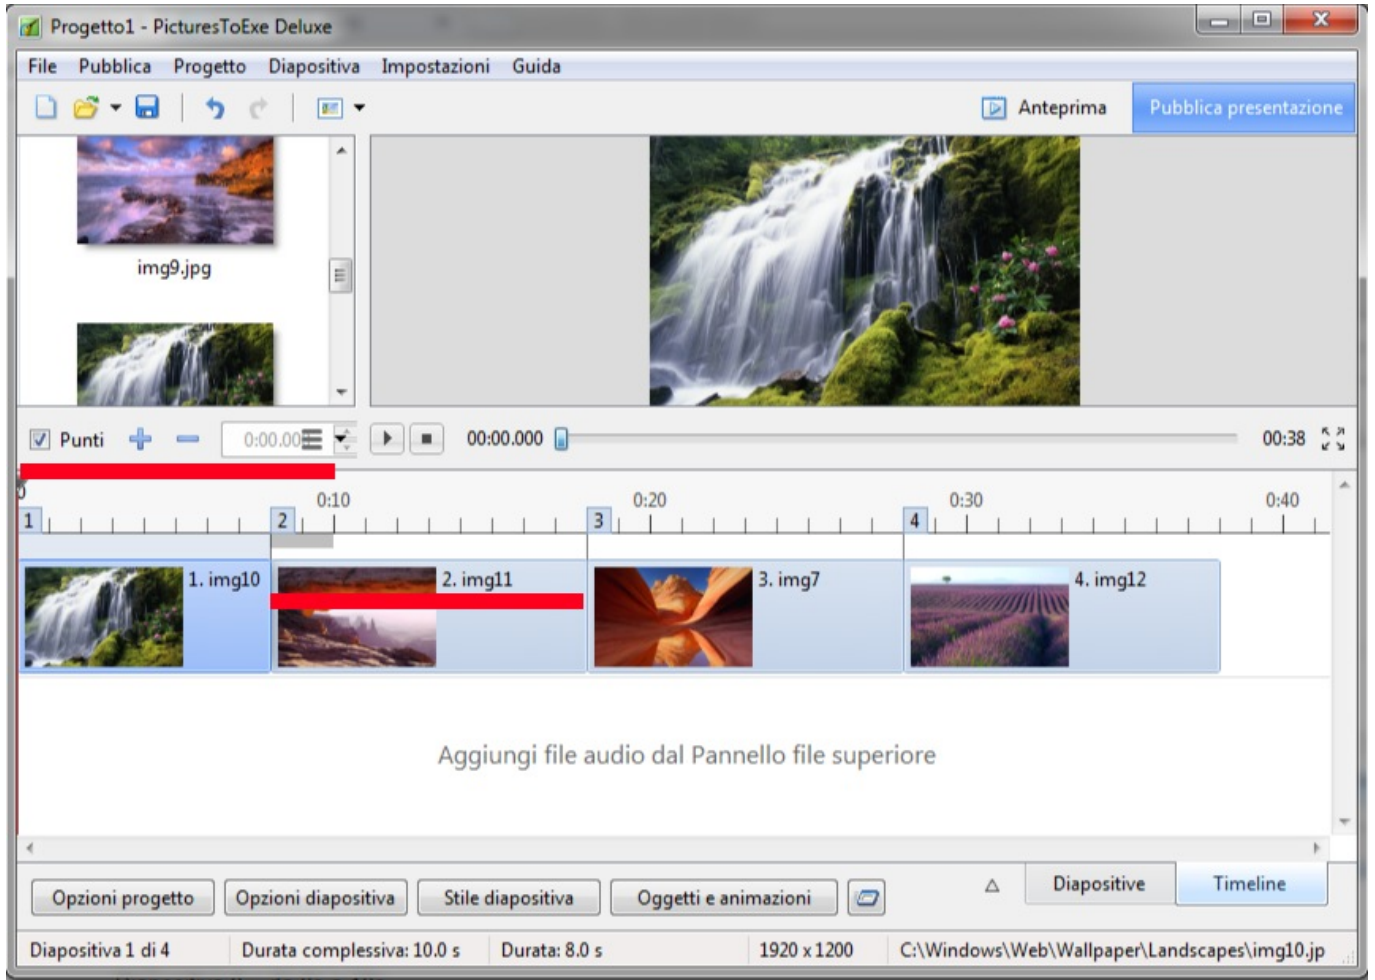 Progetto1 - PicturesToExe Deluxe
File Pubblica Progetto Diapositiva Impostazioni Guida
Anteprima Pubblica presentazione
img9.jpg
Punti 0:00.00 00:00.000 00:38
0 0:10 0:20 0:30 0:40
1 2 3 4
1. img10 2. img11 3. img7 4. img12
Aggiungi file audio dal Pannello file superiore
Diapositive Timeline
Opzioni progetto Opzioni diapositiva Stile diapositiva Oggetti e animazioni
Diapositiva 1 di 4 Durata complessiva: 10.0 s Durata: 8.0 s 1920 x 1200 C:\Windows\Web\Wallpaper\Landscapes\img10.jp